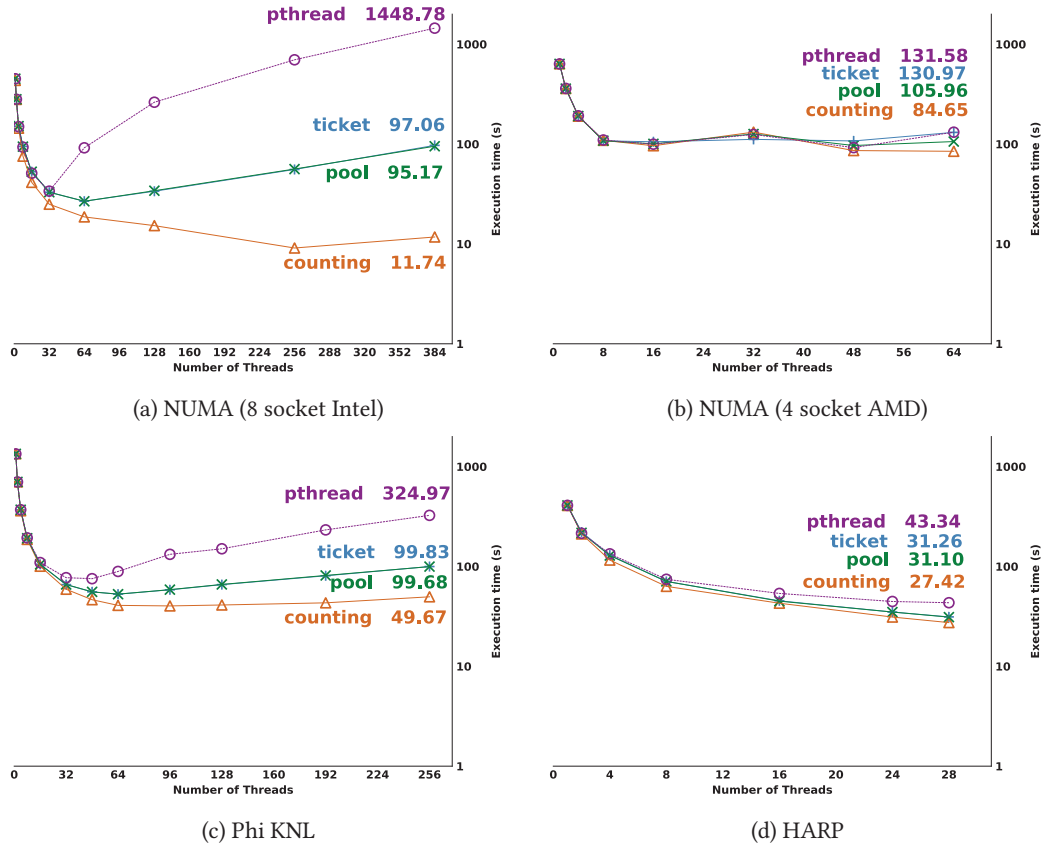 pthread 1448.78
1000
ticket 97.06
100
pool 95.17
counting 11.74
10
1
Execution time (s)
0 32 64 96 128 160 192 224 256 288 320 352 384
Number of Threads
(a) NUMA (8 socket Intel)
1000
pthread 131.58
ticket 130.97
pool 105.96
counting 84.65
100
10
1
Execution time (s)
0 8 16 24 32 40 48 56 64
Number of Threads
(b) NUMA (4 socket AMD)
1000
pthread 324.97
ticket 99.83
100
pool 99.68
counting 49.67
10
1
Execution time (s)
0 32 64 96 128 160 192 224 256
Number of Threads
(c) Phi KNL
1000
pthread 43.34
ticket 31.26
100
pool 31.10
counting 27.42
10
1
Execution time (s)
0 4 8 12 16 20 24 28
Number of Threads
(d) HARP